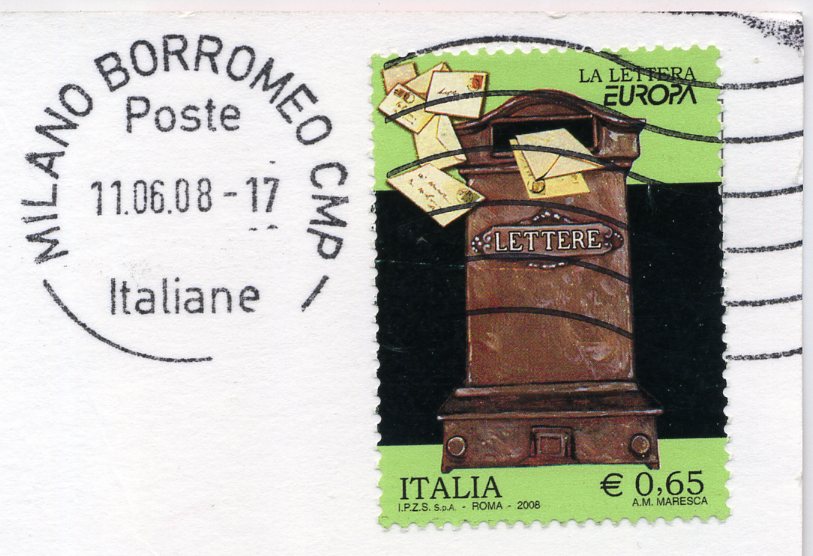 MILANO BORROMEO CMP
Poste
11.06.08 - 17
Italiane
LA LETTERA
EUROPA
LETTERE
ITALIA
€ 0,65
I.P.Z.S. S.p.A. - ROMA - 2008
A.M. MARESCA